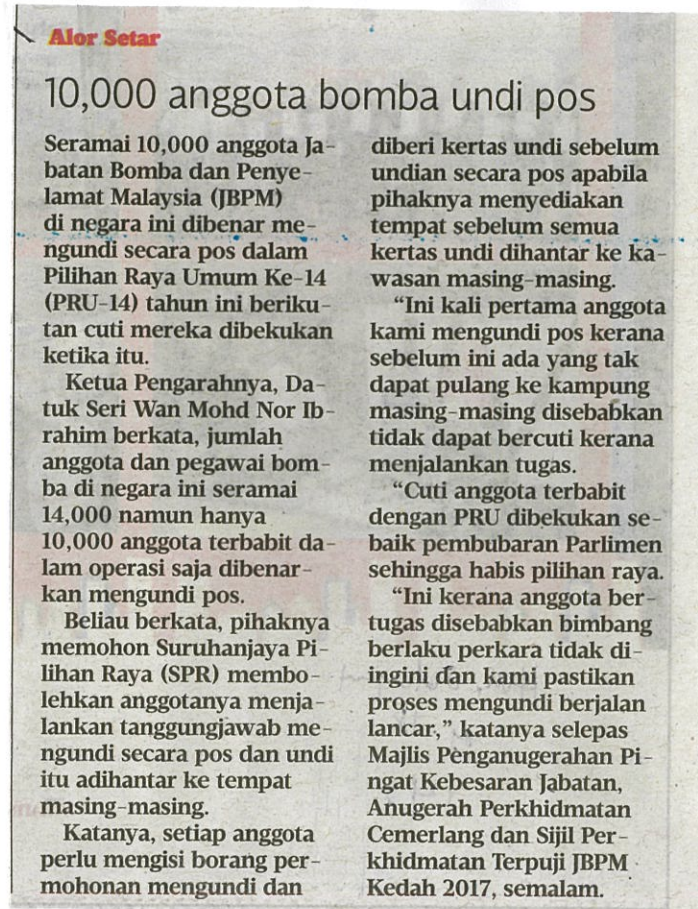 Alor Setar
10,000 anggota bomba undi pos
Seramai 10,000 anggota Ja-
batan Bomba dan Penye-
lamat Malaysia (JBPM)
di negara ini dibenar me-
ngundi secara pos dalam
Pilihan Raya Umum Ke-14
(PRU-14) tahun ini beriku-
tan cuti mereka dibekukan
ketika itu.
Ketua Pengarahnya, Da-
tuk Seri Wan Mohd Nor Ib-
rahim berkata, jumlah
anggota dan pegawai bom-
ba di negara ini seramai
14,000 namun hanya
10,000 anggota terbabit da-
lam operasi saja dibenar-
kan mengundi pos.
Beliau berkata, pihaknya
memohon Suruhanjaya Pi-
lihan Raya (SPR) membo-
lehkan anggotanya menja-
lankan tanggungjawab me-
ngundi secara pos dan undi
itu adihantar ke tempat
masing-masing.
Katanya, setiap anggota
perlu mengisi borang per-
mohonan mengundi dan
diberi kertas undi sebelum
undian secara pos apabila
pihaknya menyediakan
tempat sebelum semua
kertas undi dihantar ke ka-
wasan masing-masing.
“Ini kali pertama anggota
kami mengundi pos kerana
sebelum ini ada yang tak
dapat pulang ke kampung
masing-masing disebabkan
tidak dapat bercuti kerana
menjalankan tugas.
“Cuti anggota terbabit
dengan PRU dibekukan se-
baik pembubaran Parlimen
sehingga habis pilihan raya.
“Ini kerana anggota ber-
tugas disebabkan bimbang
berlaku perkara tidak di-
ingini dan kami pastikan
proses mengundi berjalan
lancar,” katanya selepas
Majlis Penganugerahan Pi-
ngat Kebesaran Jabatan,
Anugerah Perkhidmatan
Cemerlang dan Sijil Per-
khidmatan Terpuji JBPM
Kedah 2017, semalam.